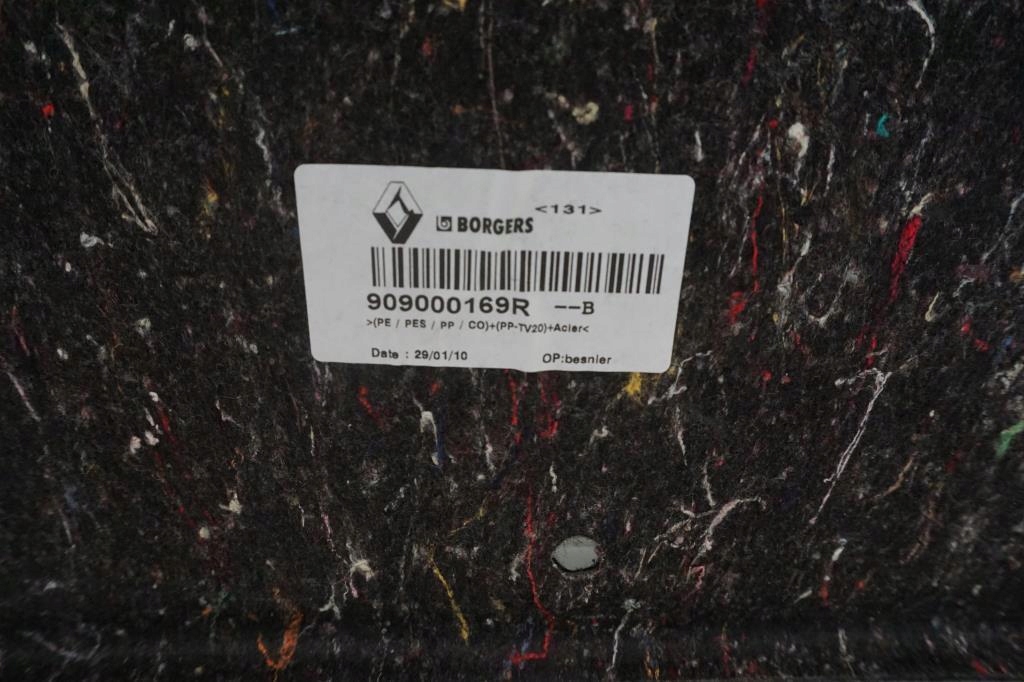 <131>
BORGERS
909000169R --B
>(PE / PES / PP / CO)+(PP-TV20)+Acier<
Date : 29/01/10 OP:besnier